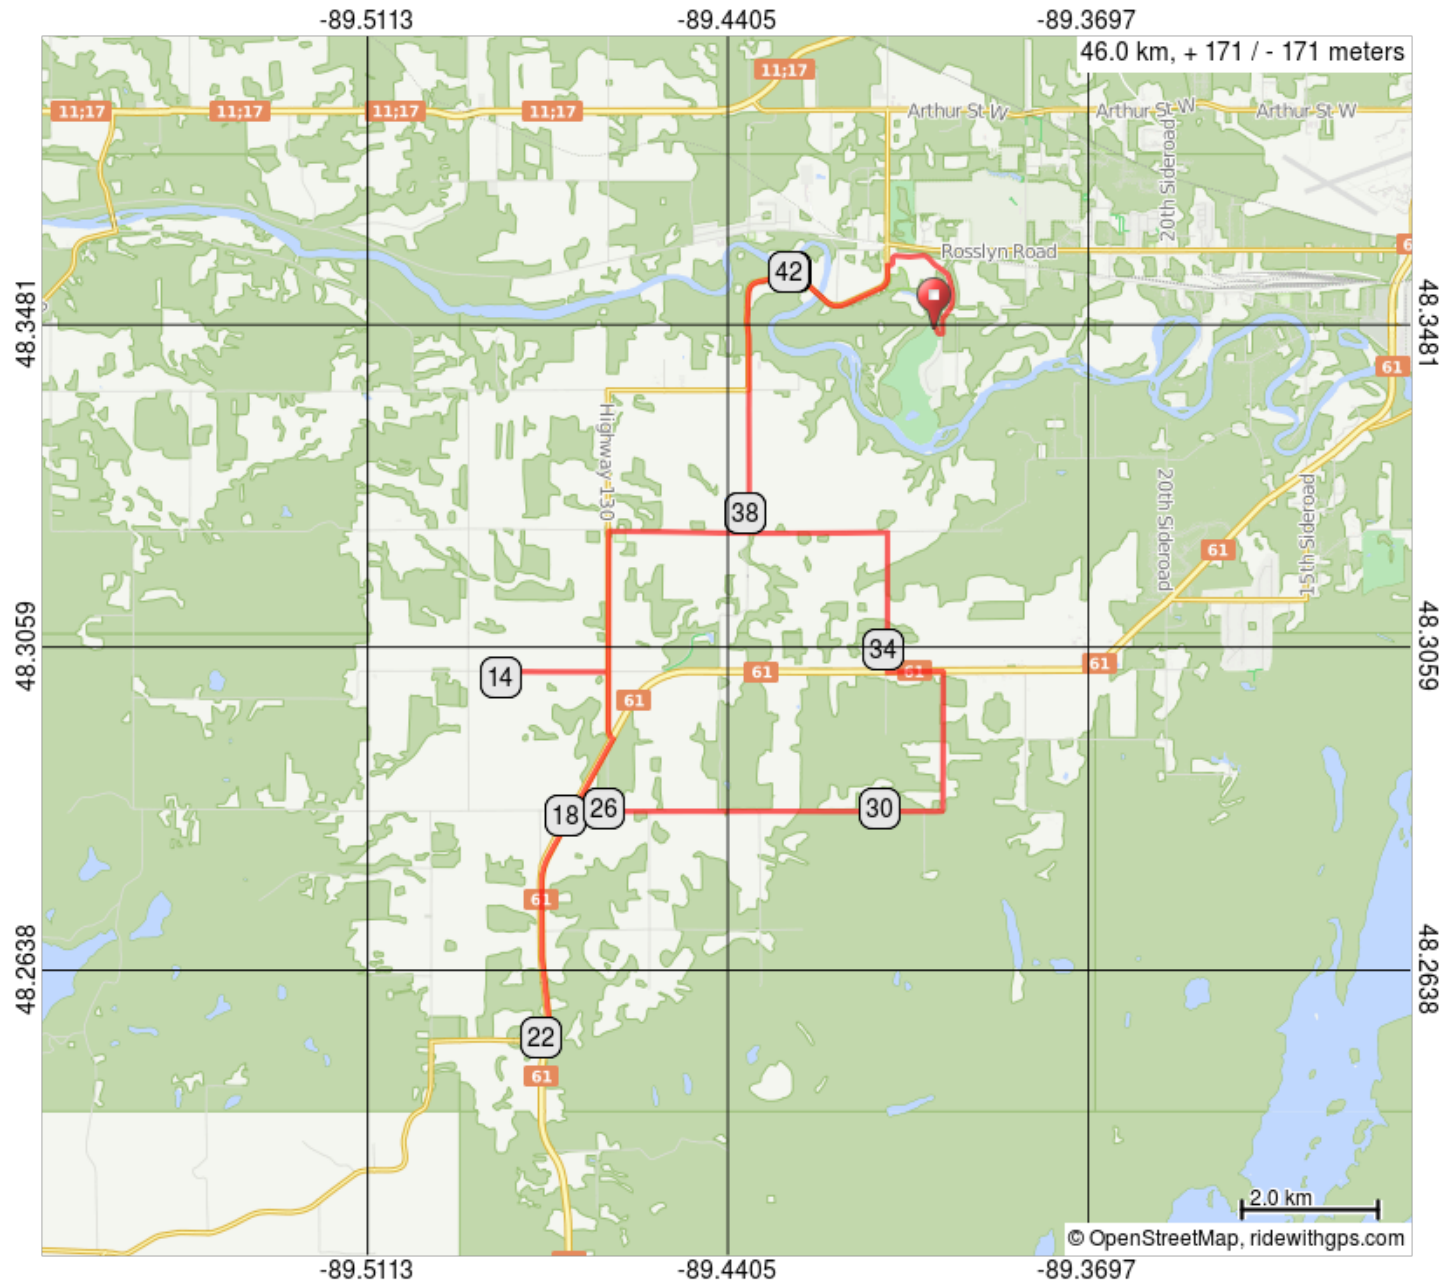 -89.5113 -89.4405 -89.3697
46.0 km, + 171 / - 171 meters
11;17
11;17 11;17 11;17 11;17
Arthur St W Arthur St W Arthur St W
20th Sideroad
Rosslyn Road
6
42
48.3481 48.3481
61
Highway 130
20th Sideroad
15th Sideroad
38
61
48.3059 48.3059
34
14
61 61 61
61
18 26 30
61
48.2638 48.2638
22
61
2.0 km
© OpenStreetMap, ridewithgps.com
-89.5113 -89.4405 -89.3697